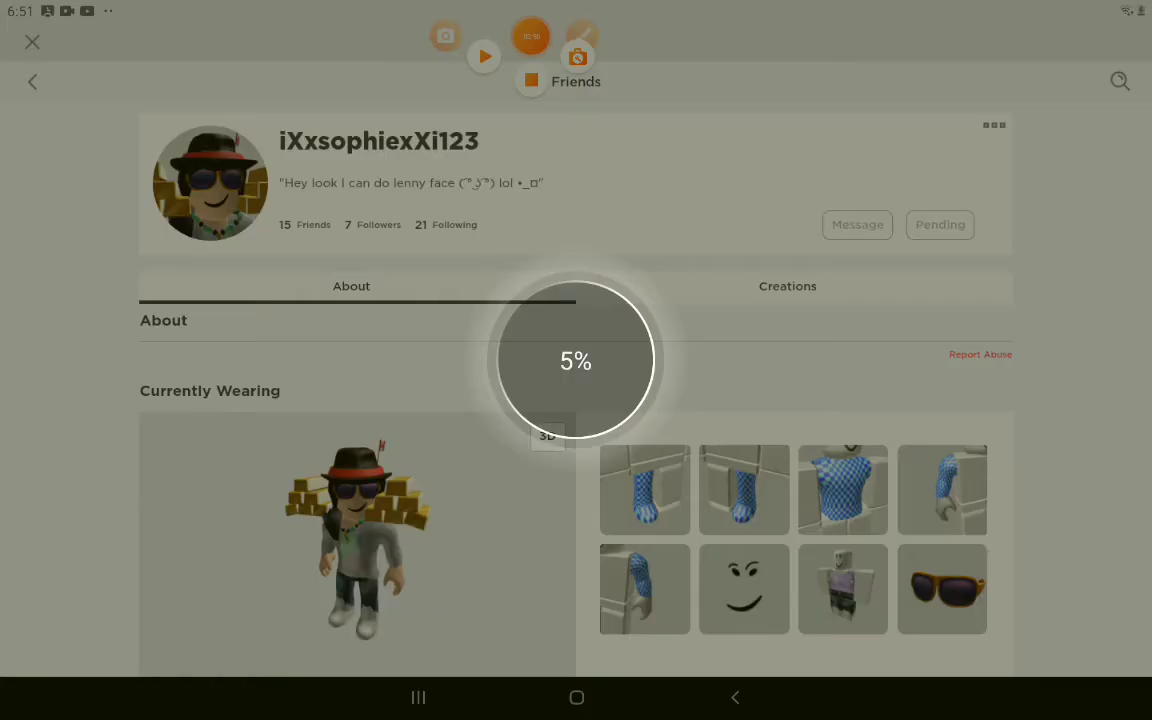 6:51
Friends
iXxsophiexXi123
"Hey look I can do lenny face ( ͡° ͜ʖ ͡°) lol •_¤"
15 Friends 7 Followers 21 Following
Message Pending
About Creations
About
Report Abuse
5%
Currently Wearing
3D